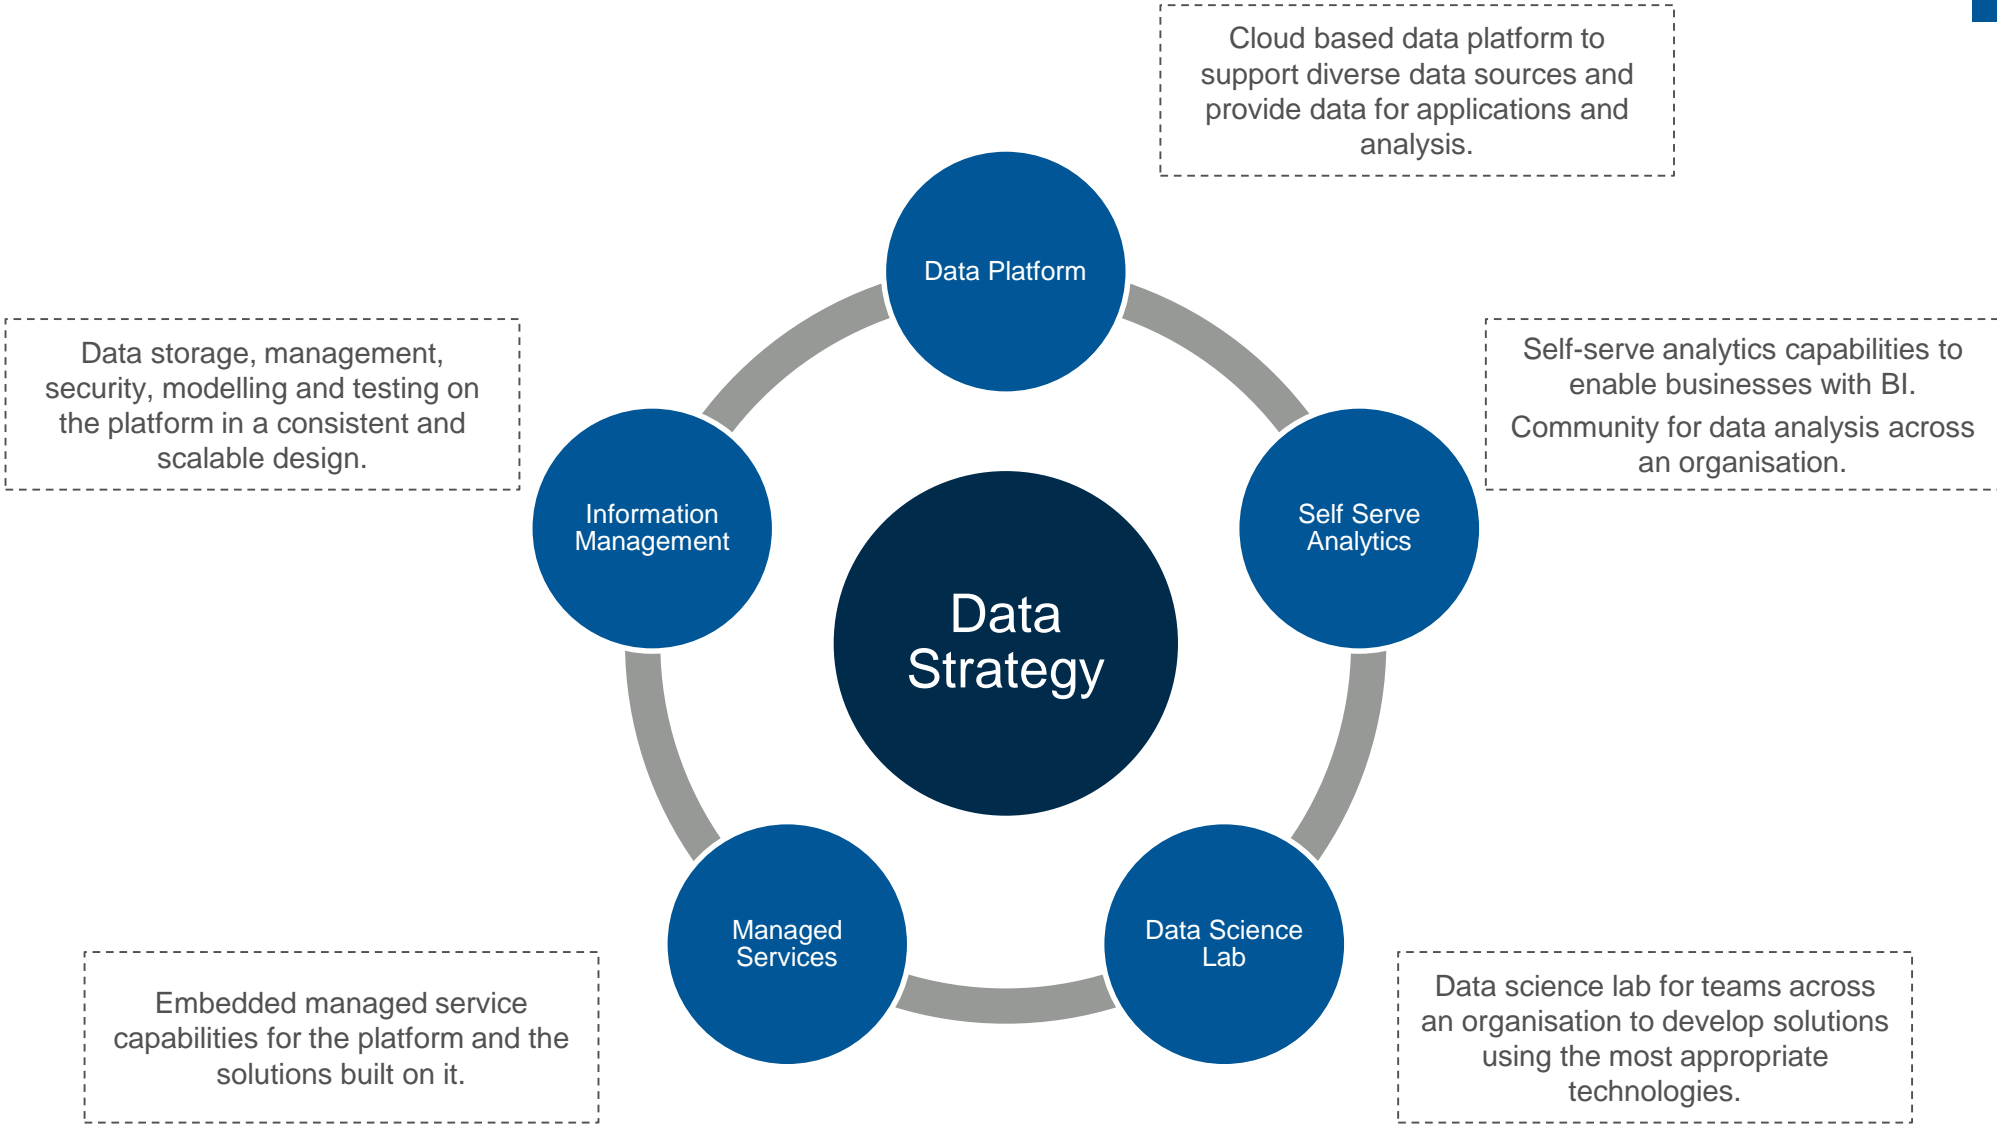 Cloud based data platform to
support diverse data sources and
provide data for applications and
analysis.
Data Platform
Data storage, management,
security, modelling and testing on
the platform in a consistent and
scalable design.
Self-serve analytics capabilities to
enable businesses with BI.
Community for data analysis across
an organisation.
Information
Management
Self Serve
Analytics
Data
Strategy
Managed
Services
Data Science
Lab
Embedded managed service
capabilities for the platform and the
solutions built on it.
Data science lab for teams across
an organisation to develop solutions
using the most appropriate
technologies.